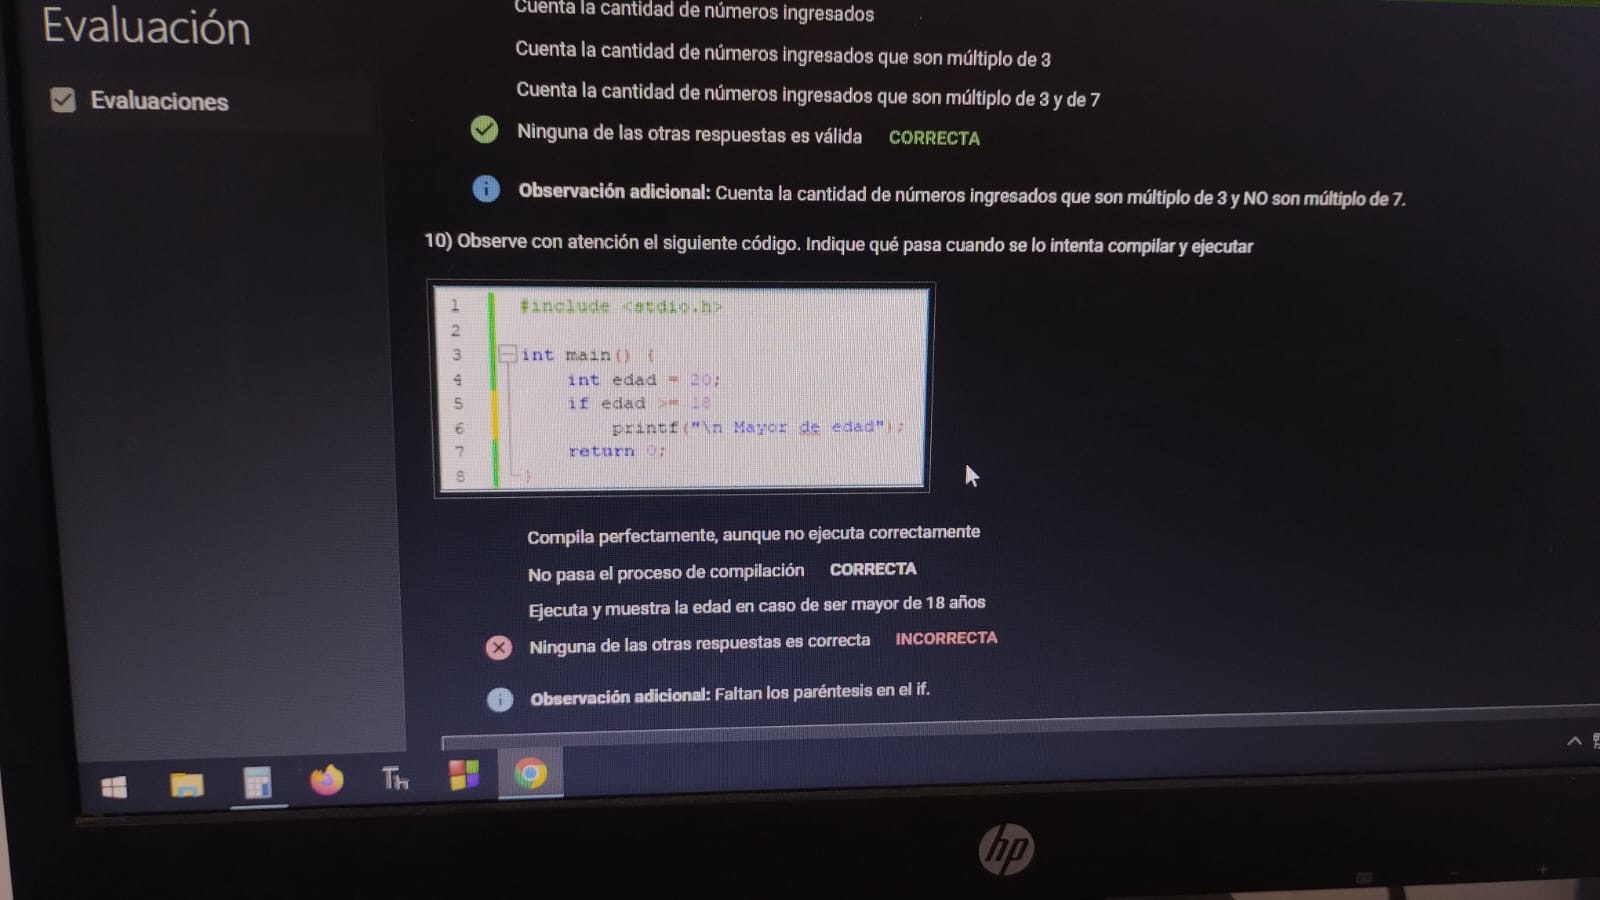 Evaluación
Evaluaciones
Cuenta la cantidad de números ingresados
Cuenta la cantidad de números ingresados que son múltiplo de 3
Cuenta la cantidad de números ingresados que son múltiplo de 3 y de 7
Ninguna de las otras respuestas es válida CORRECTA
Observación adicional: Cuenta la cantidad de números ingresados que son múltiplo de 3 y NO son múltiplo de 7.
10) Observe con atención el siguiente código. Indique qué pasa cuando se lo intenta compilar y ejecutar
1 #include <stdio.h>
2
3 int main() {
4 int edad = 20;
5 if edad >= 18
6 printf("\n Mayor de edad");
7 return 0;
8 }
Compila perfectamente, aunque no ejecuta correctamente
No pasa el proceso de compilación CORRECTA
Ejecuta y muestra la edad en caso de ser mayor de 18 años
Ninguna de las otras respuestas es correcta INCORRECTA
Observación adicional: Faltan los paréntesis en el if.
hp